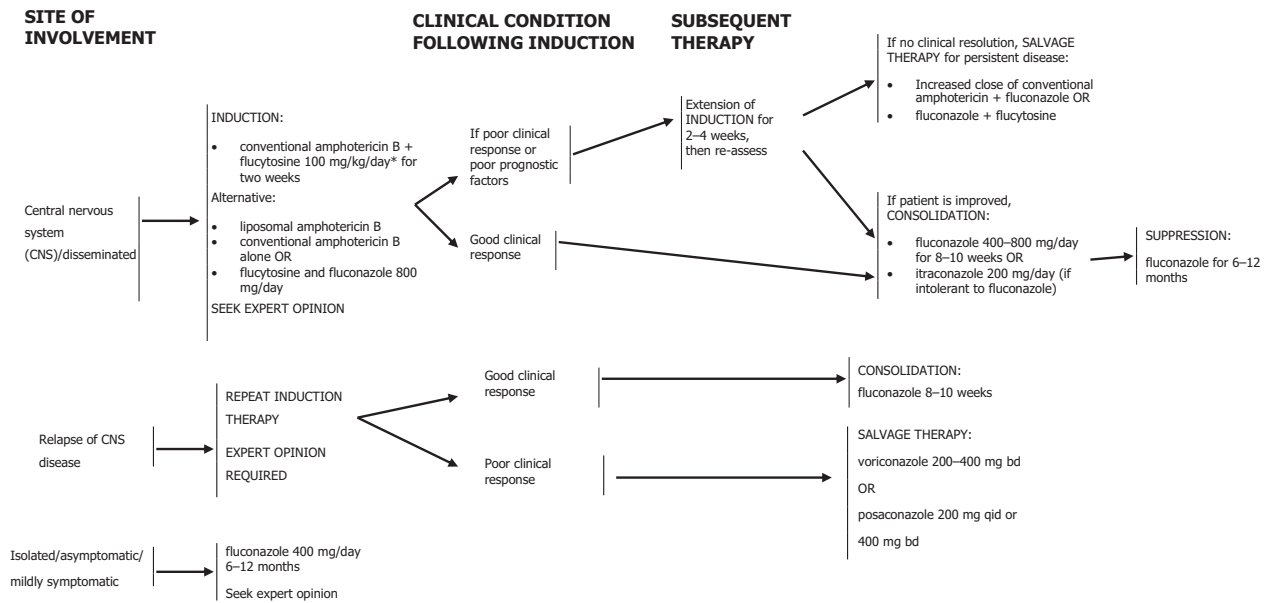 SITE OF
INVOLVEMENT
CLINICAL CONDITION
FOLLOWING INDUCTION
SUBSEQUENT
THERAPY
Central nervous
system
(CNS)/disseminated
INDUCTION:
• conventional amphotericin B +
flucytosine 100 mg/kg/day* for
two weeks
Alternative:
• liposomal amphotericin B
• conventional amphotericin B
alone OR
• flucytosine and fluconazole 800
mg/day
SEEK EXPERT OPINION
If poor clinical
response or
poor prognostic
factors
Good clinical
response
Extension of
INDUCTION for
2–4 weeks,
then re-assess
If no clinical resolution, SALVAGE
THERAPY for persistent disease:
• Increased close of conventional
amphotericin + fluconazole OR
• fluconazole + flucytosine
If patient is improved,
CONSOLIDATION:
• fluconazole 400–800 mg/day
for 8–10 weeks OR
• itraconazole 200 mg/day (if
intolerant to fluconazole)
SUPPRESSION:
fluconazole for 6–12
months
Relapse of CNS
disease
REPEAT INDUCTION
THERAPY
EXPERT OPINION
REQUIRED
Good clinical
response
CONSOLIDATION:
fluconazole 8–10 weeks
Poor clinical
response
SALVAGE THERAPY:
voriconazole 200–400 mg bd
OR
posaconazole 200 mg qid or
400 mg bd
Isolated/asymptomatic/
mildly symptomatic
fluconazole 400 mg/day
6–12 months
Seek expert opinion